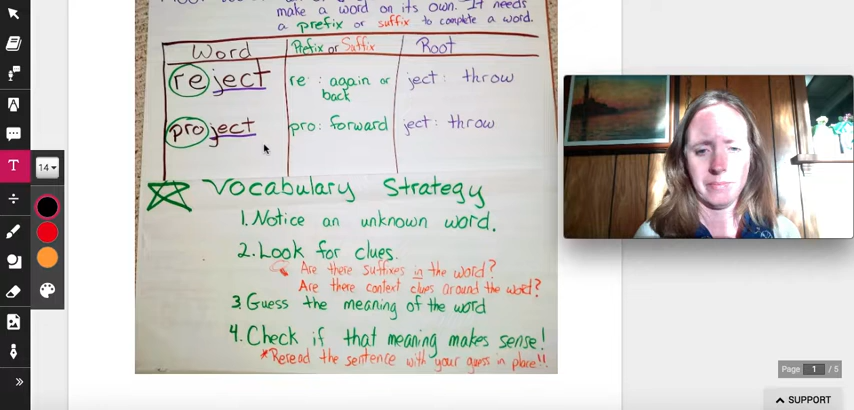 make a word on its own. It needs
a prefix or suffix to complete a word.
Word Prefix or Suffix Root
reject re : again or back ject: throw
project pro: forward ject: throw
Vocabulary Strategy
1. Notice an unknown word.
2. Look for clues.
Are there suffixes in the word?
Are there context clues around the word?
3. Guess the meaning of the word
4. Check if that meaning makes sense!
*Reread the sentence with your guess in place!!
T 14
A
Page 1 / 5
SUPPORT